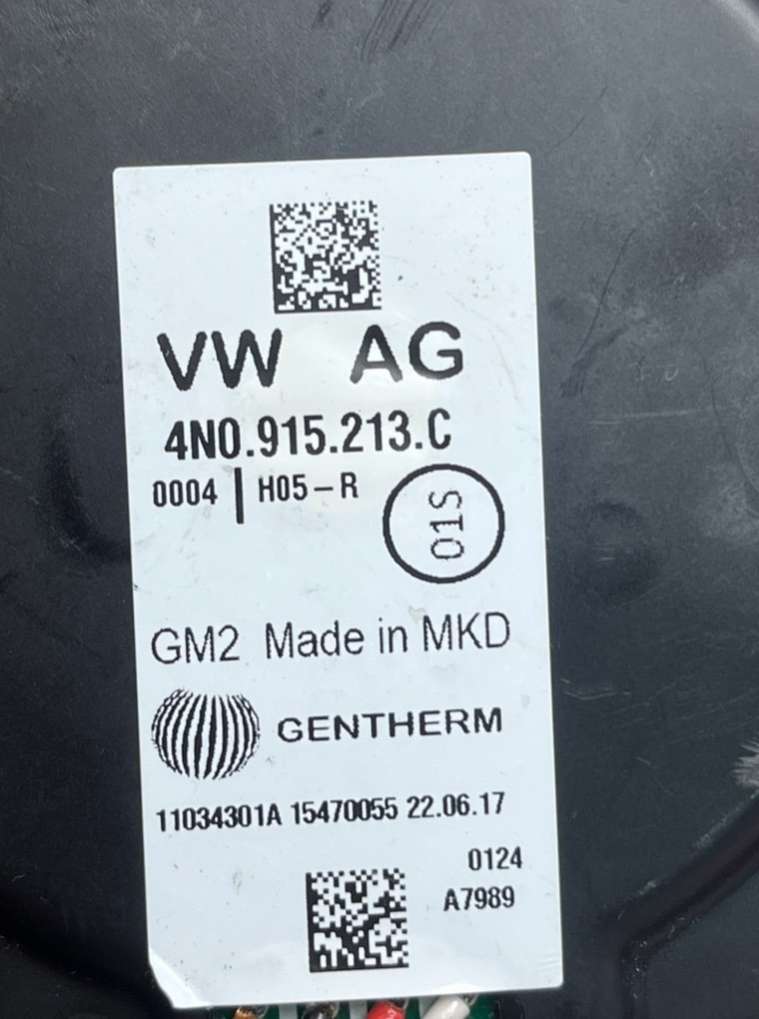 VW AG
4N0.915.213.C
0004 | H05-R
01S
GM2 Made in MKD
GENTHERM
11034301A 15470055 22.06.17
0124
A7989